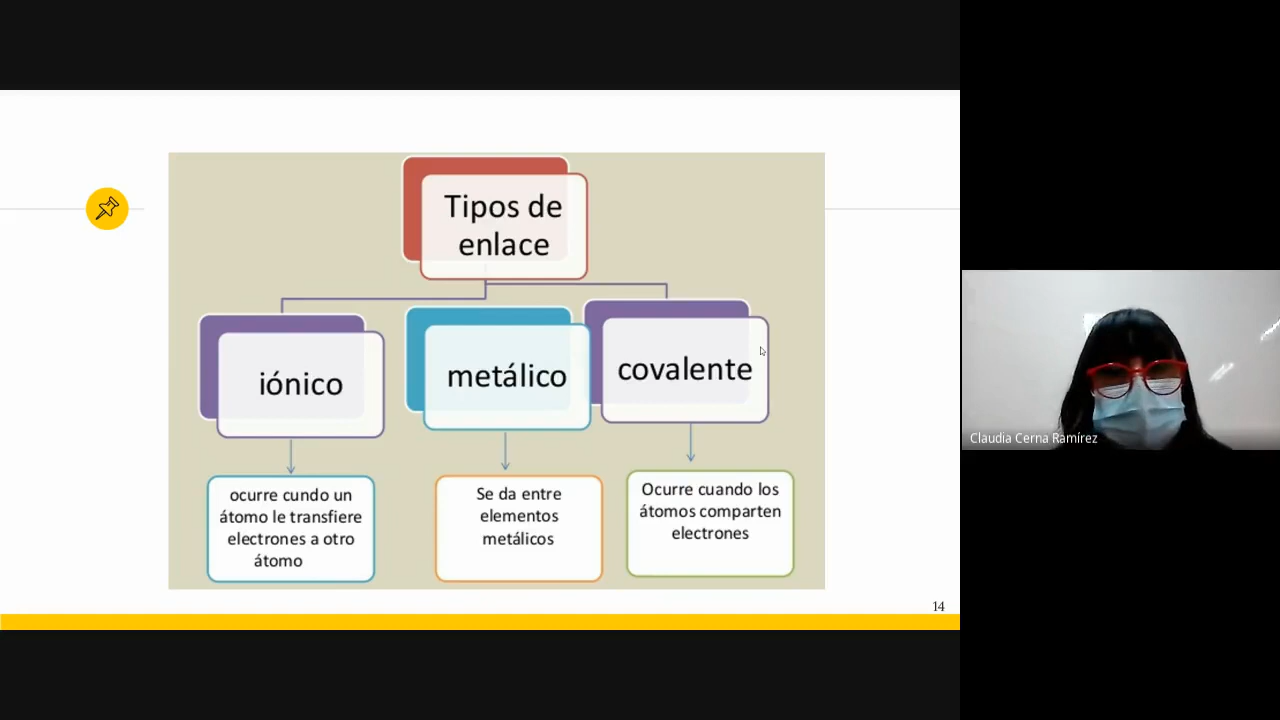 Tipos de
enlace
iónico
metálico
covalente
ocurre cundo un
átomo le transfiere
electrones a otro
átomo
Se da entre
elementos
metálicos
Ocurre cuando los
átomos comparten
electrones
14
Claudia Cerna Ramírez